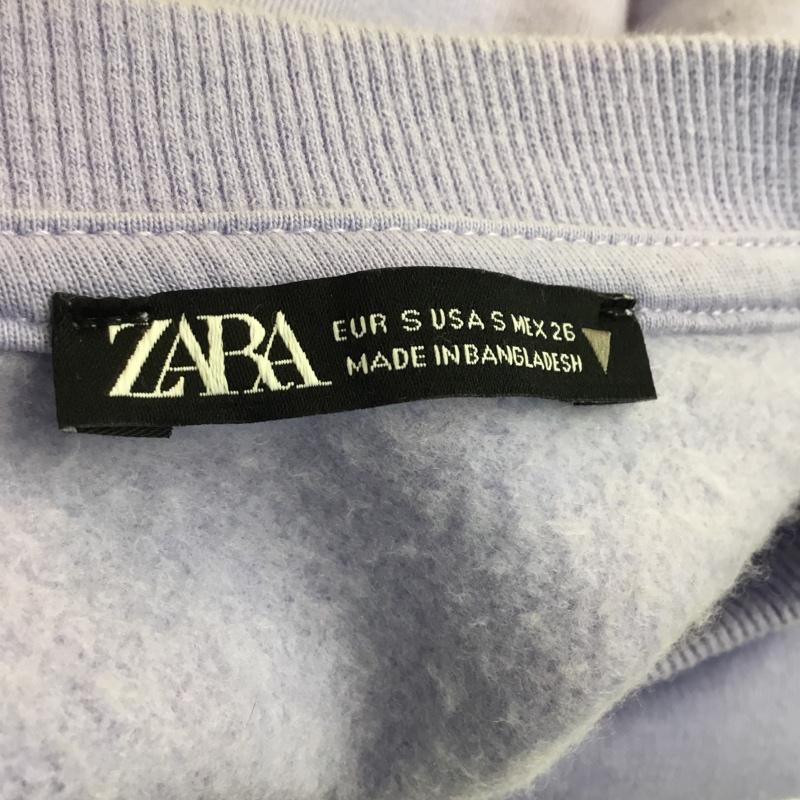 ZARA
EUR S USA S MEX 26
MADE IN BANGLADESH